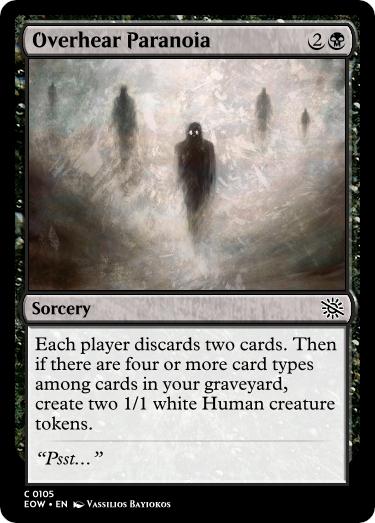 Overhear Paranoia 2
Sorcery
Each player discards two cards. Then
if there are four or more card types
among cards in your graveyard,
create two 1/1 white Human creature
tokens.
“Psst…”
C 0105
EOW • EN Vassilios Bayiokos